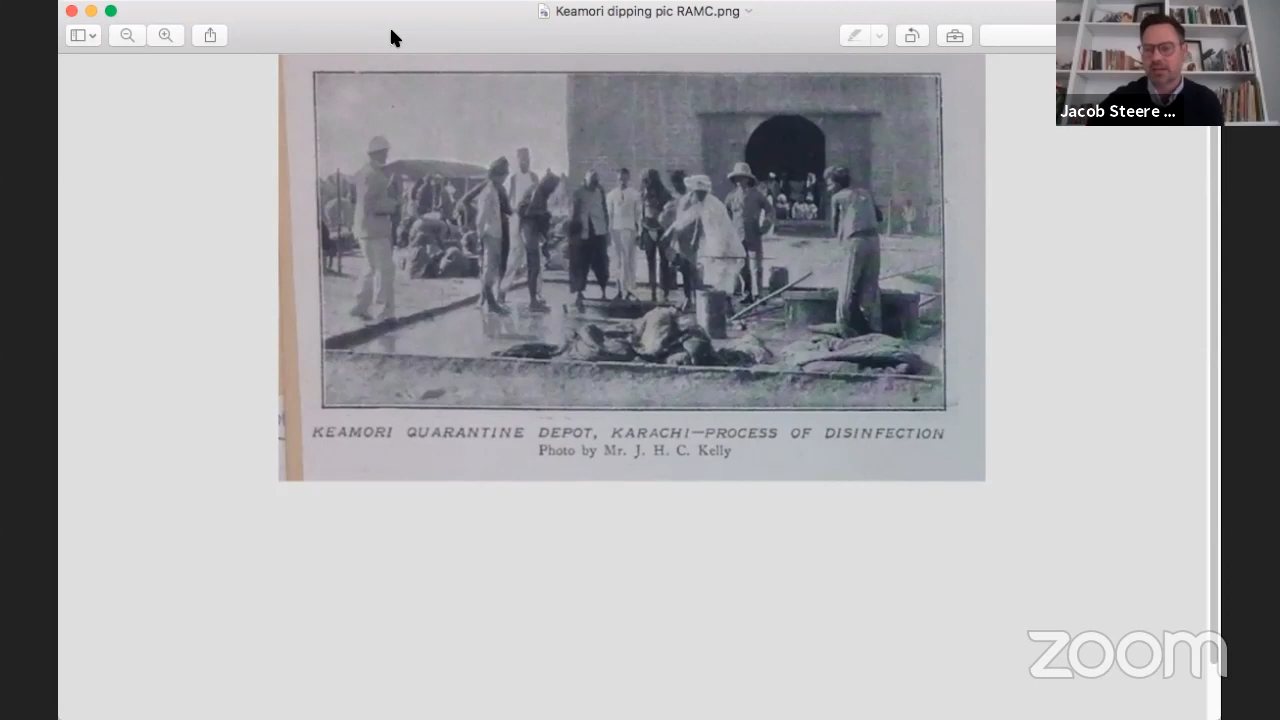 Keamori dipping pic RAMC.png
Jacob Steere ...
KEAMORI QUARANTINE DEPOT, KARACHI—PROCESS OF DISINFECTION
Photo by Mr. J. H. C. Kelly
zoom